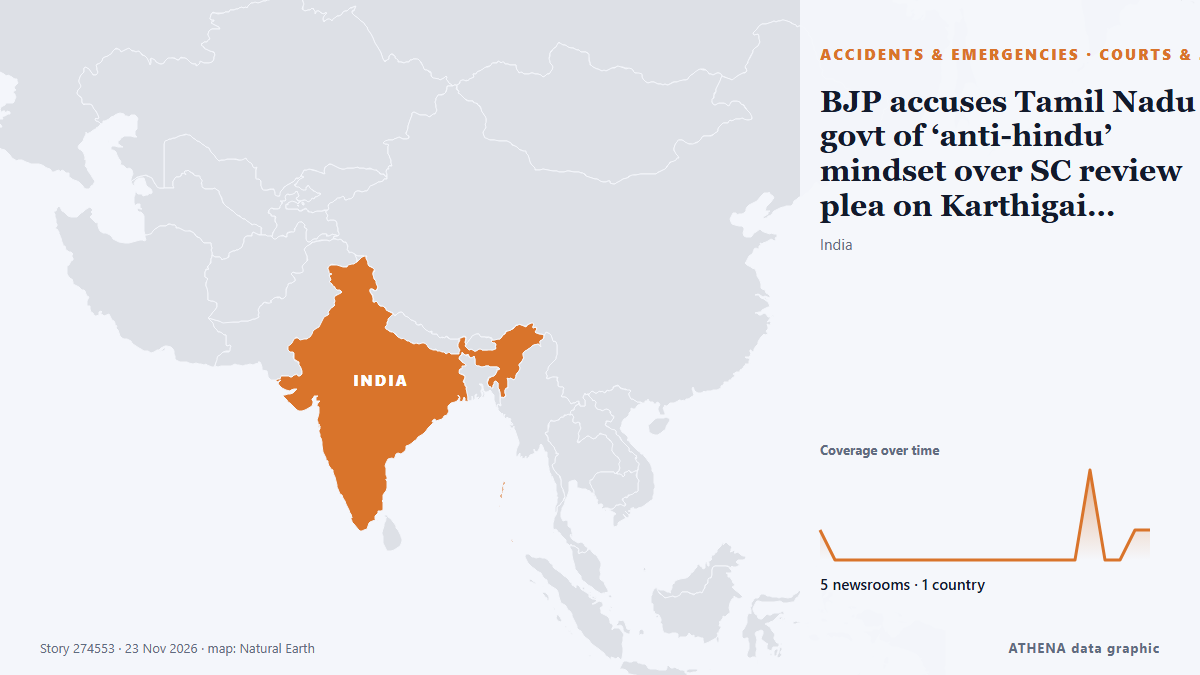 ACCIDENTS & EMERGENCIES · COURTS &
BJP accuses Tamil Nadu
govt of ‘anti-hindu’
mindset over SC review
plea on Karthigai...
India
INDIA
Coverage over time
5 newsrooms · 1 country
Story 274553 · 23 Nov 2026 · map: Natural Earth
ATHENA data graphic